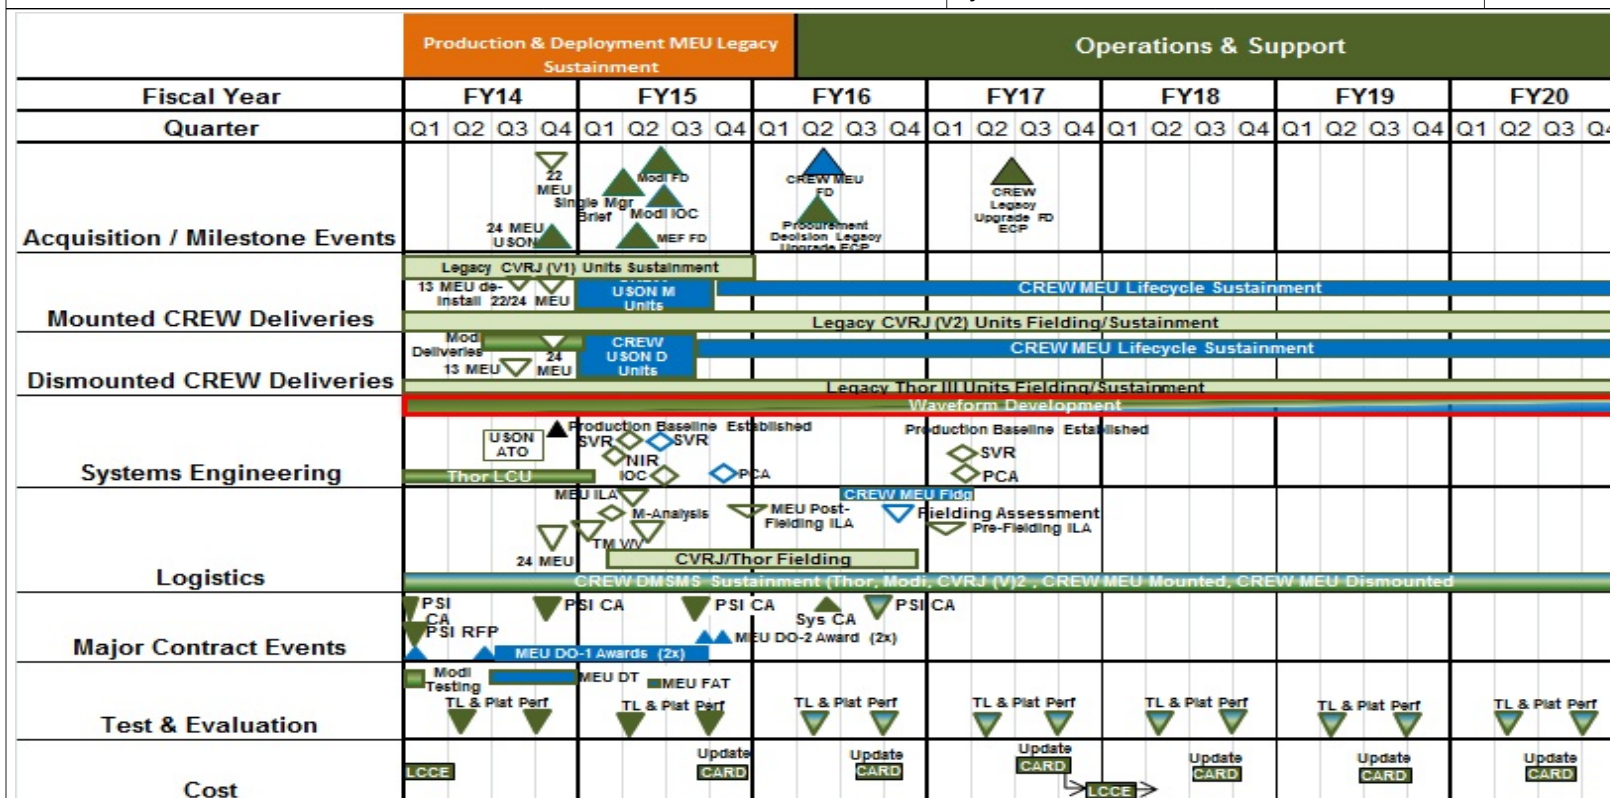 Production & Deployment MEU Legacy
Sustainment
Operations & Support
Fiscal Year FY14 FY15 FY16 FY17 FY18 FY19 FY20
Quarter Q1 Q2 Q3 Q4 Q1 Q2 Q3 Q4 Q1 Q2 Q3 Q4 Q1 Q2 Q3 Q4 Q1 Q2 Q3 Q4 Q1 Q2 Q3 Q4 Q1 Q2 Q3 Q4
Acquisition / Milestone Events
22
MEU
24 MEU
USON
Single Mgr
Brief
Modi FD
Modi IOC
MEF FD
CREW MEU
FD
Procurement
Decision Legacy
Upgrade ECP
CREW
Legacy
Upgrade FD
ECP
Mounted CREW Deliveries
Legacy CVRJ (V1) Units Sustainment
13 MEU de-
install 22/24 MEU
USON M
Units
CREW MEU Lifecycle Sustainment
Legacy CVRJ (V2) Units Fielding/Sustainment
Dismounted CREW Deliveries
Modi
Deliveries
13 MEU
24
MEU
CREW
USON D
Units
CREW MEU Lifecycle Sustainment
Legacy Thor III Units Fielding/Sustainment
Waveform Development
Systems Engineering
USON
ATO
Production Baseline Established
SVR
SVR
NIR
IOC
PCA
Thor LCU
Production Baseline Established
SVR
PCA
Logistics
MEU ILA
M-Analysis
24 MEU
TM VV
MEU Post-
Fielding ILA
CREW MEU Fldg
Fielding Assessment
Pre-Fielding ILA
CVRJ/Thor Fielding
CREW DMSMS Sustainment (Thor, Modi, CVRJ (V)2 , CREW MEU Mounted, CREW MEU Dismounted
Major Contract Events
PSI
CA
PSI RFP
PSI CA
PSI CA
Sys CA
PSI CA
MEU DO-2 Award (2x)
MEU DO-1 Awards (2x)
Test & Evaluation
Modi
Testing
MEU DT
MEU FAT
TL & Plat Perf
TL & Plat Perf
TL & Plat Perf
TL & Plat Perf
TL & Plat Perf
TL & Plat Perf
TL & Plat Perf
Cost
LCCE
Update
CARD
Update
CARD
Update
CARD
LCCE
Update
CARD
Update
CARD
Update
CARD